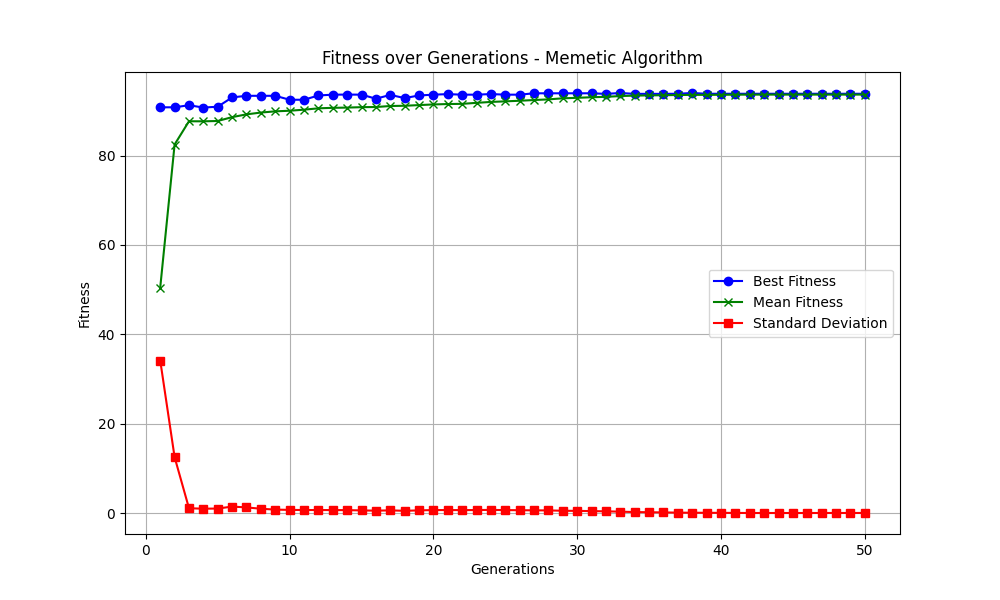 Fitness over Generations - Memetic Algorithm
Fitness
80
60
40
20
0
Best Fitness
Mean Fitness
Standard Deviation
0 10 20 30 40 50
Generations